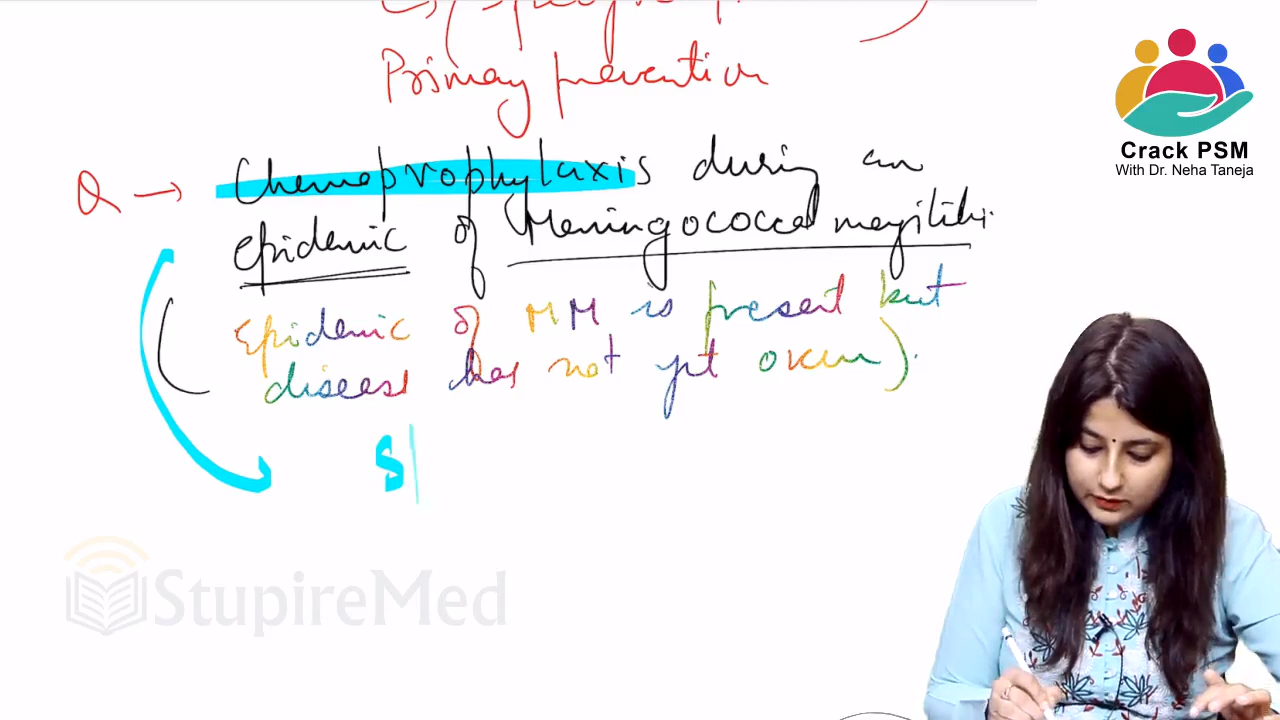 Primary prevention
Q → Chemoprophylaxis during an
epidemic of Meningococcal
(Epidemic of MM is present but
disease has not yet occur).
S
Crack PSM
With Dr. Neha Taneja
StupireMed